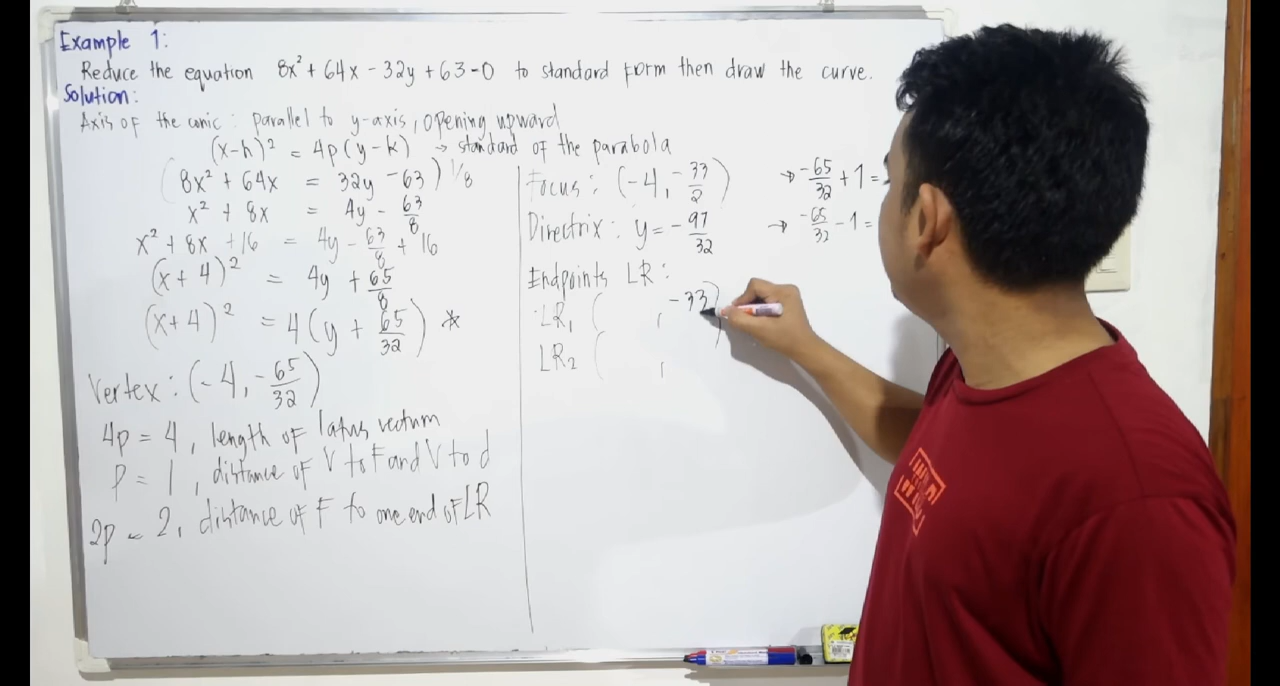 Example 1:
Reduce the equation 8x² + 64x - 32y + 63 = 0 to standard form then draw the curve.
Solution:
Axis of the conic: parallel to y-axis, opening upward
(x-h)² = 4p(y-k) → standard of the parabola
(8x² + 64x = 32y - 63) 1/8
x² + 8x = 4y - 63/8
x² + 8x + 16 = 4y - 63/8 + 16
(x + 4)² = 4y + 65/8
(x+4)² = 4(y + 65/32) *
Vertex: (-4, -65/32)
4p = 4, length of latus rectum
p = 1, distance of V to F and V to d
2p = 2, distance of F to one end of LR
Focus: (-4, -33/2)
Directrix: y = -97/32
Endpoints LR:
LR₁ ( , -33)
LR₂ ( ,
→ -65/32 + 1 =
→ -65/32 - 1 =